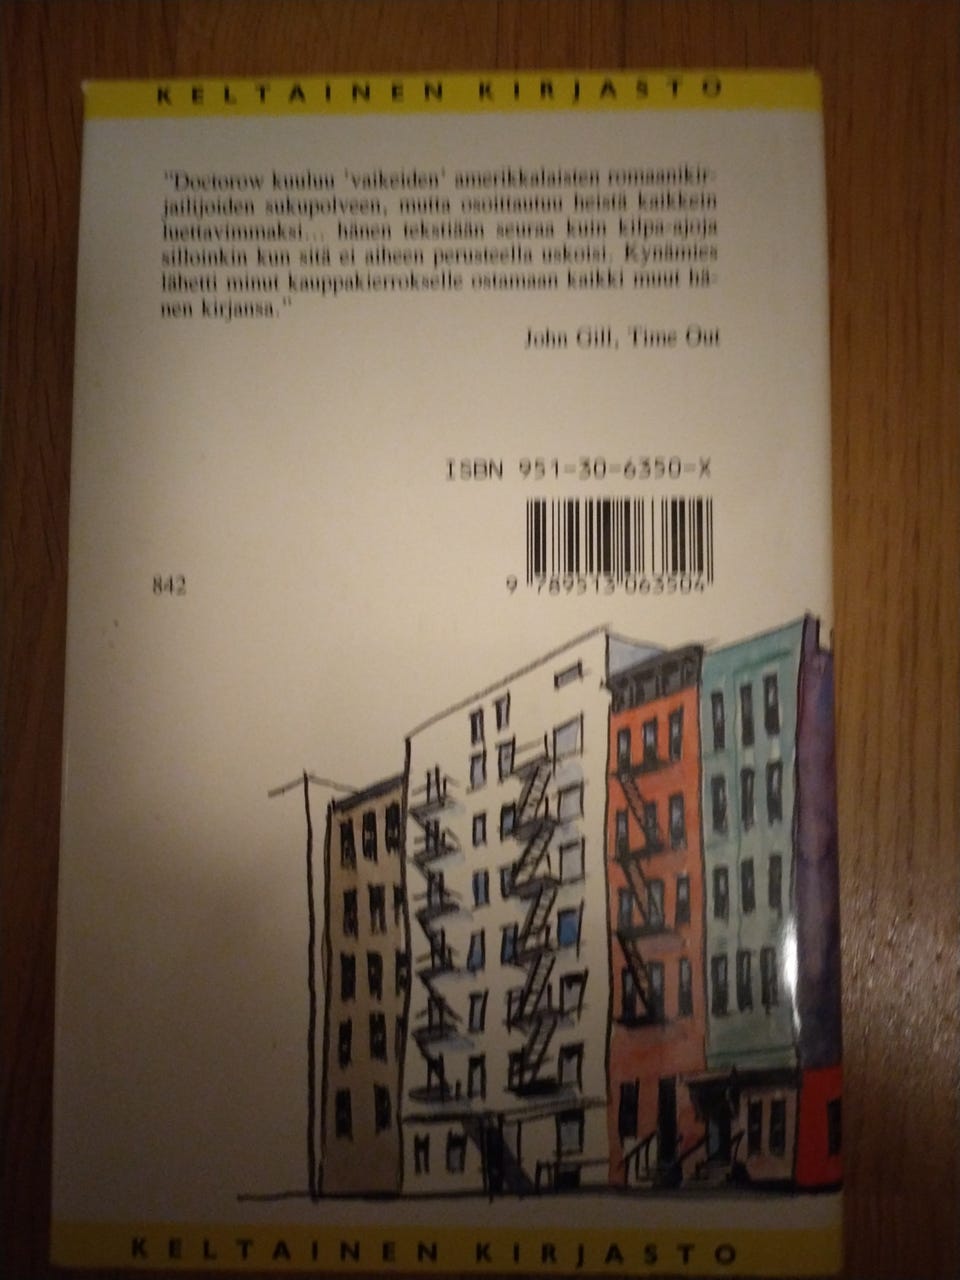 KELTAINEN KIRJASTO
"Doctorow kuuluu 'vaikeiden' amerikkalaisten romaanikir-
jailijoiden sukupolveen, mutta osoittautuu heistä kaikkein
luettavimmaksi... hänen tekstiään seuraa kuin kilpa-ajoja
silloinkin kun sitä ei aiheen perusteella uskoisi. Kynämies
lähetti minut kauppakierrokselle ostamaan kaikki muut hä-
nen kirjansa."
John Gill, Time Out
ISBN 951-30-6350-X
9 789513 063504
842
KELTAINEN KIRJASTO